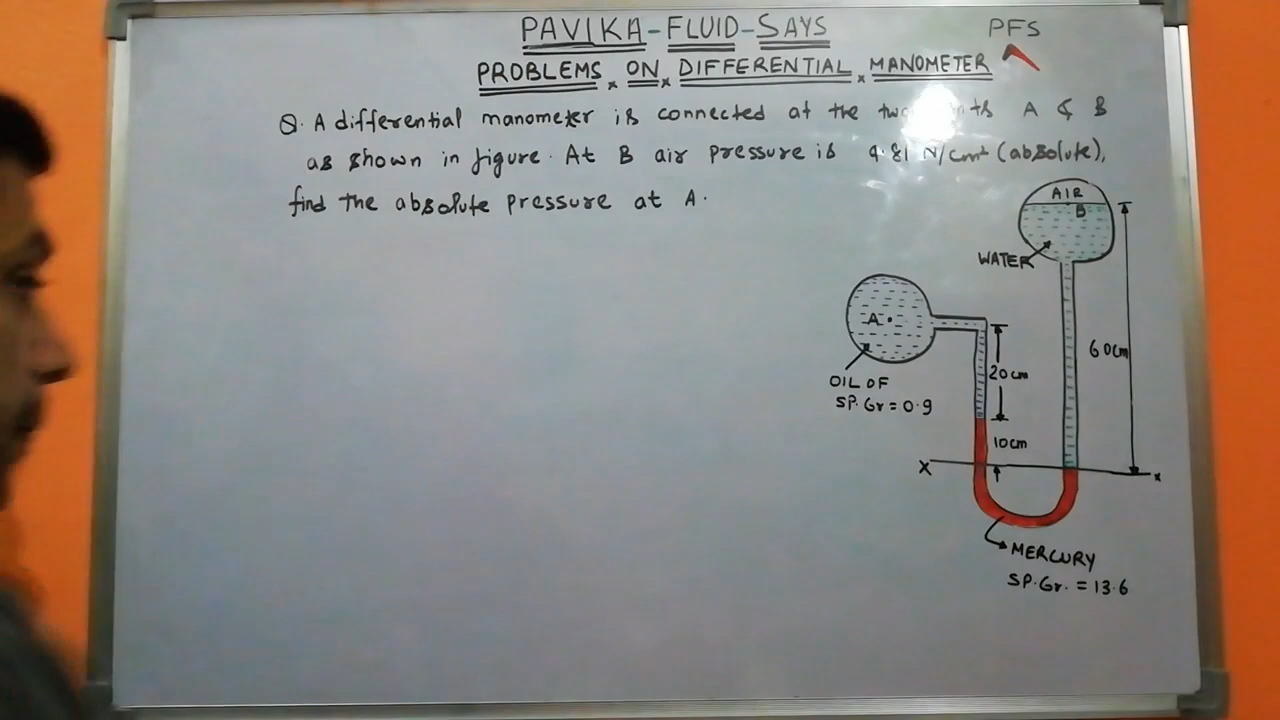 PAVIKA-FLUID-SAYS
PFS
PROBLEMS ON DIFFERENTIAL MANOMETER
Q. A differential manometer is connected at the two A & B
as shown in figure. At B air pressure is 9.81 N/cm² (absolute),
find the absolute pressure at A.
AIR
B
WATER
A
60cm
20cm
OIL OF
SP.Gr = 0.9
10cm
X
x
MERCURY
SP.Gr. = 13.6